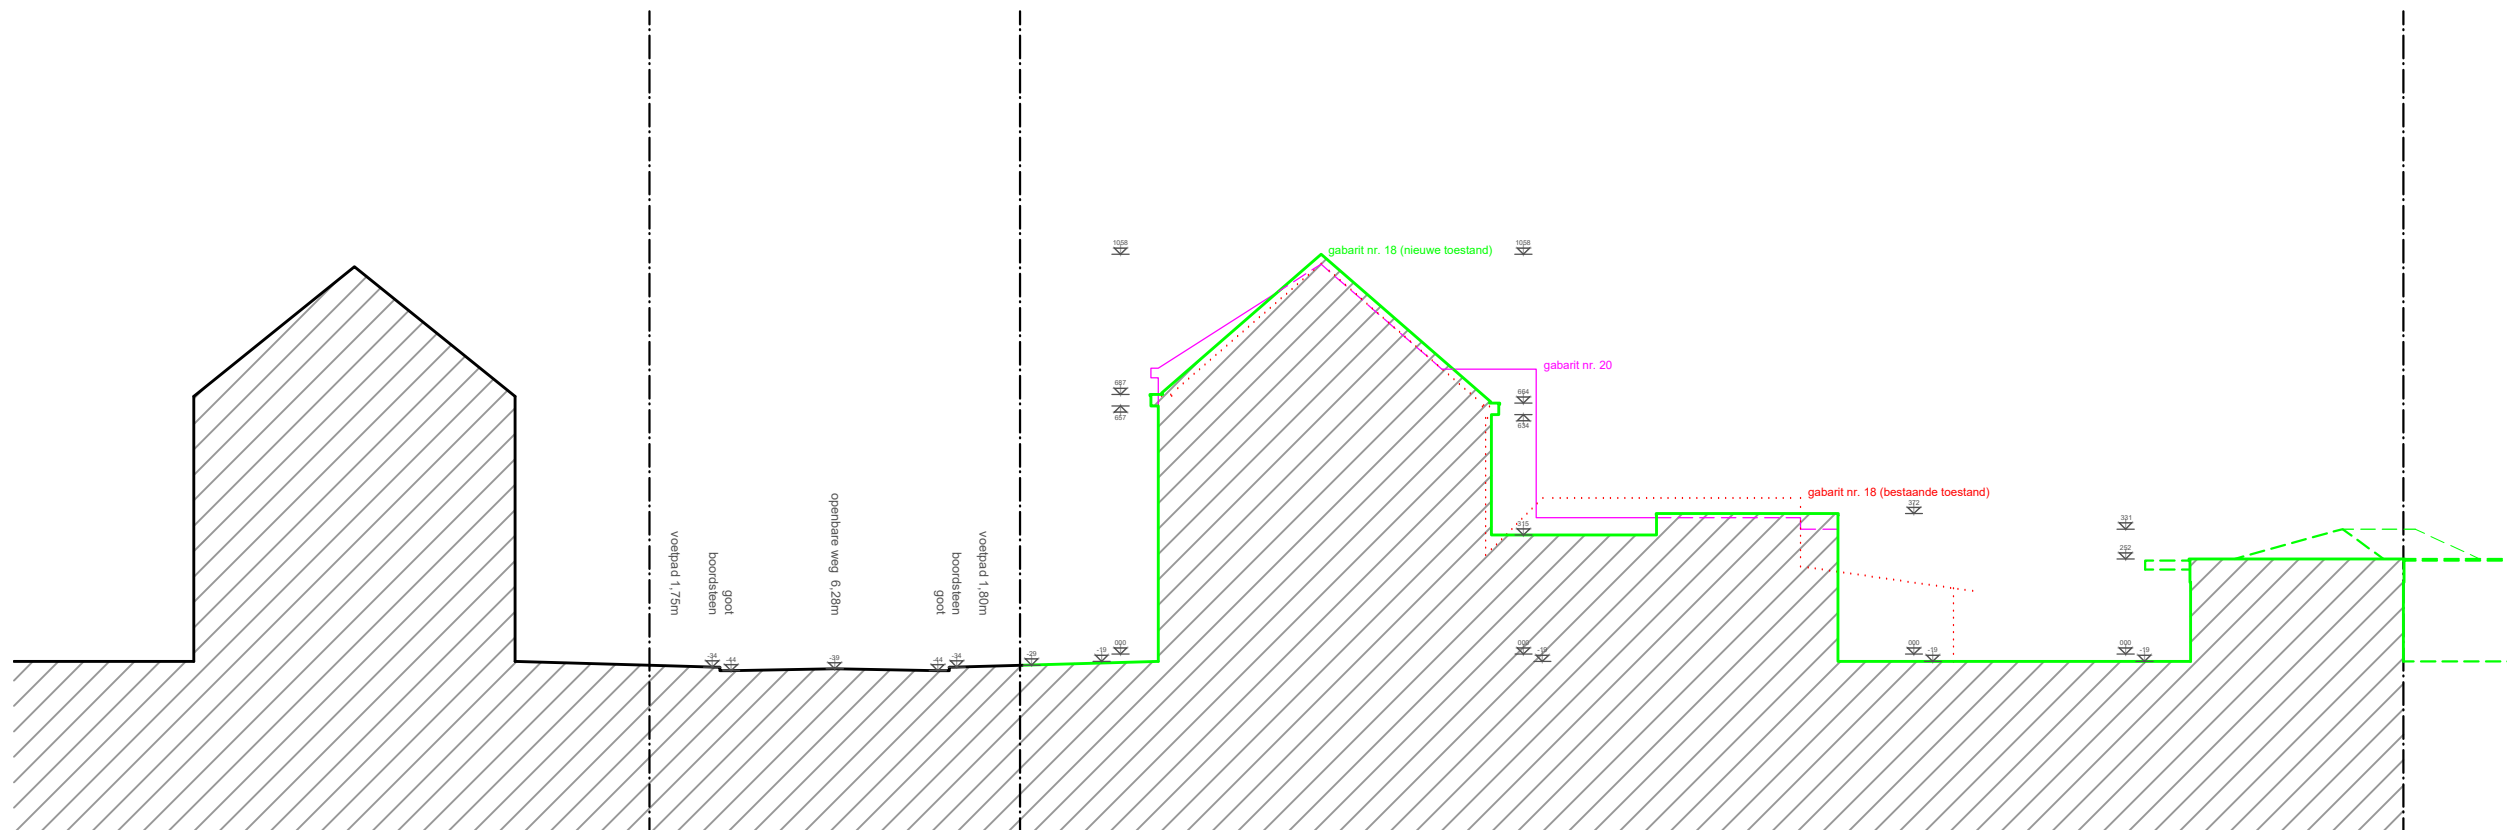 1058
gabarit nr. 18 (nieuwe toestand)
1058
gabarit nr. 20
687
657
664
634
gabarit nr. 18 (bestaande toestand)
372
315
331
252
voetpad 1,75m
boordsteen
goot
openbare weg 6,28m
goot
boordsteen
voetpad 1,80m
-34
-44
-39
-44
-34
-29
-19
000
000
-19
000
-19
000
-19